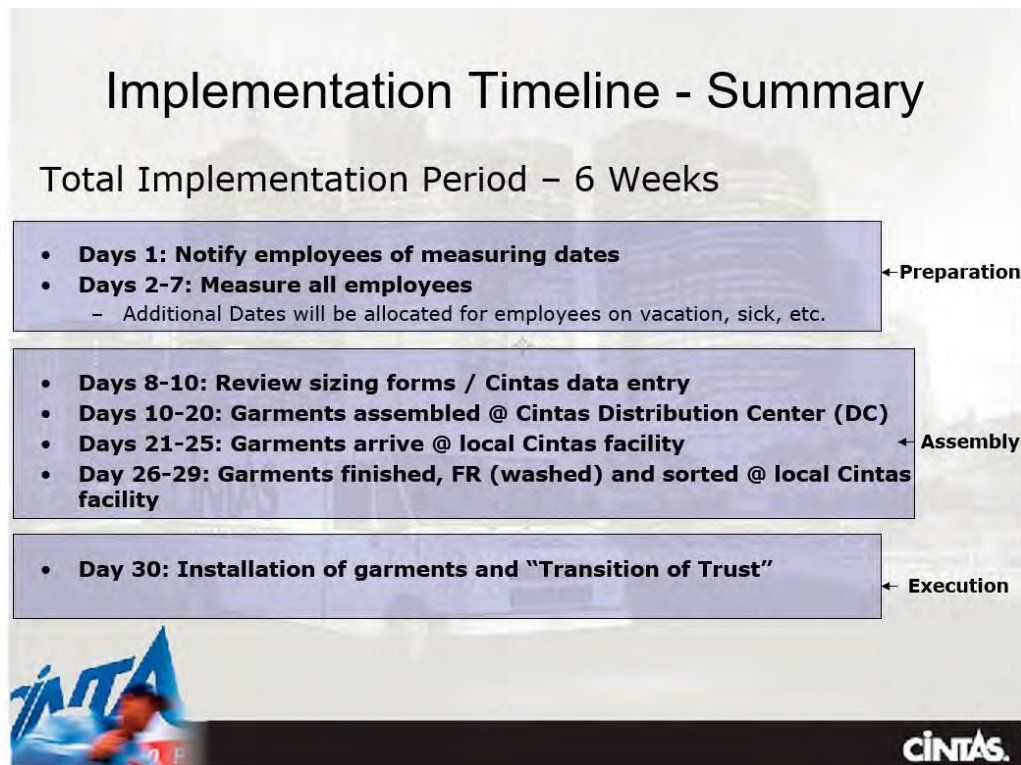 Implementation Timeline - Summary
Total Implementation Period – 6 Weeks
• Days 1: Notify employees of measuring dates
• Days 2-7: Measure all employees
– Additional Dates will be allocated for employees on vacation, sick, etc.
←Preparation
• Days 8-10: Review sizing forms / Cintas data entry
• Days 10-20: Garments assembled @ Cintas Distribution Center (DC)
• Days 21-25: Garments arrive @ local Cintas facility
• Day 26-29: Garments finished, FR (washed) and sorted @ local Cintas
facility
← Assembly
• Day 30: Installation of garments and “Transition of Trust”
← Execution
CINTA
CINTAS.